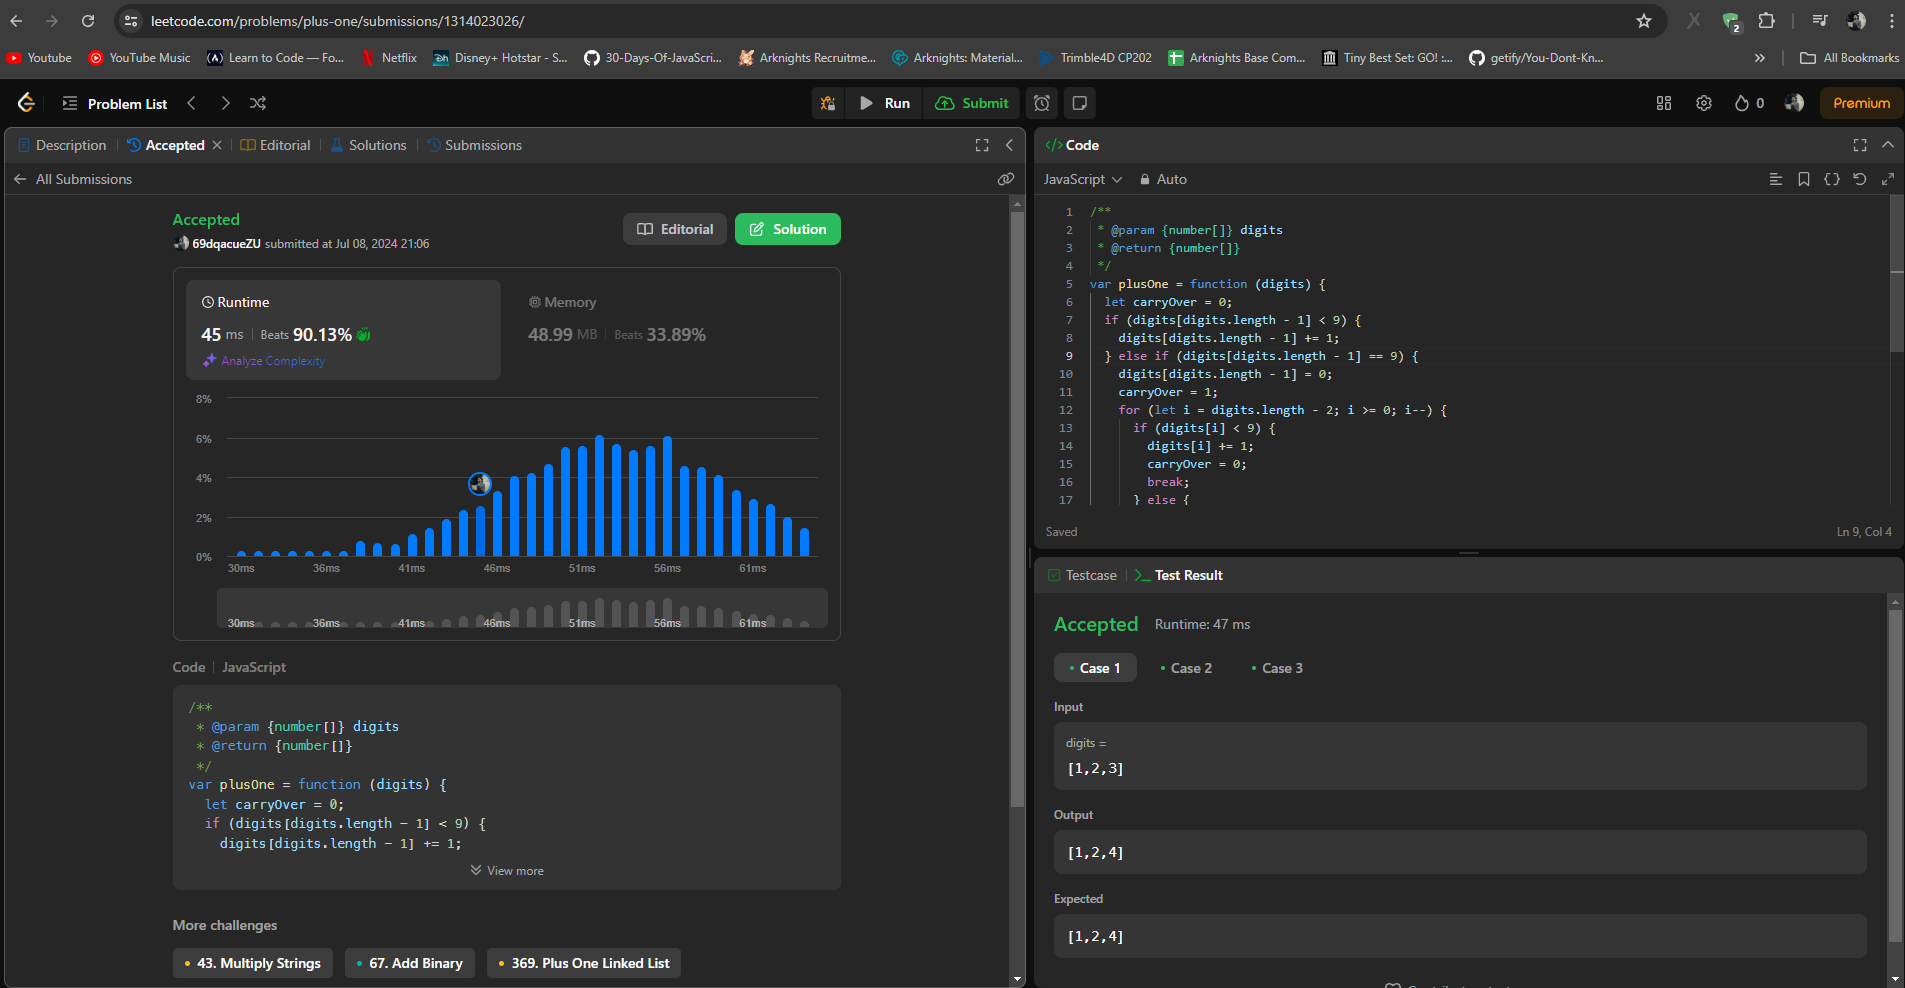 leetcode.com/problems/plus-one/submissions/1314023026/
2
Youtube
YouTube Music
Learn to Code — Fo...
Netflix
Disney+ Hotstar - S...
30-Days-Of-JavaScri...
Arknights Recruitme...
Arknights: Material...
Trimble4D CP202
Arknights Base Com...
Tiny Best Set: GO! :...
getify/You-Dont-Kn...
All Bookmarks
Problem List
Run
Submit
0
Premium
Description
Accepted
Editorial
Solutions
Submissions
All Submissions
Accepted
69dqacueZU submitted at Jul 08, 2024 21:06
Editorial
Solution
Runtime
45 ms Beats 90.13%
Analyze Complexity
Memory
48.99 MB Beats 33.89%
8%
6%
4%
2%
0%
30ms 36ms 41ms 46ms 51ms 56ms 61ms
30ms 36ms 41ms 46ms 51ms 56ms 61ms
Code JavaScript
/**
* @param {number[]} digits
* @return {number[]}
*/
var plusOne = function (digits) {
let carryOver = 0;
if (digits[digits.length - 1] < 9) {
digits[digits.length - 1] += 1;
View more
More challenges
43. Multiply Strings
67. Add Binary
369. Plus One Linked List
</> Code
JavaScript
Auto
1 /**
2 * @param {number[]} digits
3 * @return {number[]}
4 */
5 var plusOne = function (digits) {
6 let carryOver = 0;
7 if (digits[digits.length - 1] < 9) {
8 digits[digits.length - 1] += 1;
9 } else if (digits[digits.length - 1] == 9) {
10 digits[digits.length - 1] = 0;
11 carryOver = 1;
12 for (let i = digits.length - 2; i >= 0; i--) {
13 if (digits[i] < 9) {
14 digits[i] += 1;
15 carryOver = 0;
16 break;
17 } else {
Saved
Ln 9, Col 4
Testcase
Test Result
Accepted Runtime: 47 ms
Case 1
Case 2
Case 3
Input
digits =
[1,2,3]
Output
[1,2,4]
Expected
[1,2,4]